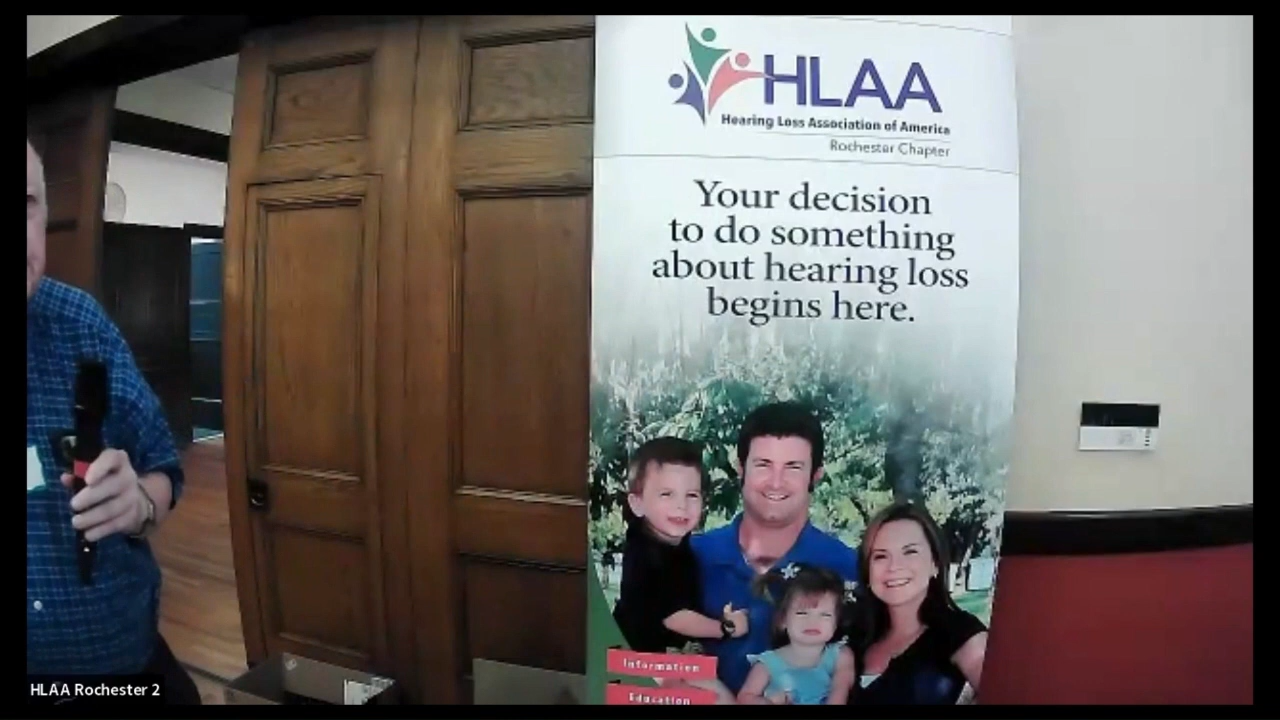 HLAA
Hearing Loss Association of America
Rochester Chapter
Your decision
to do something
about hearing loss
begins here.
Information
Education
HLAA Rochester 2